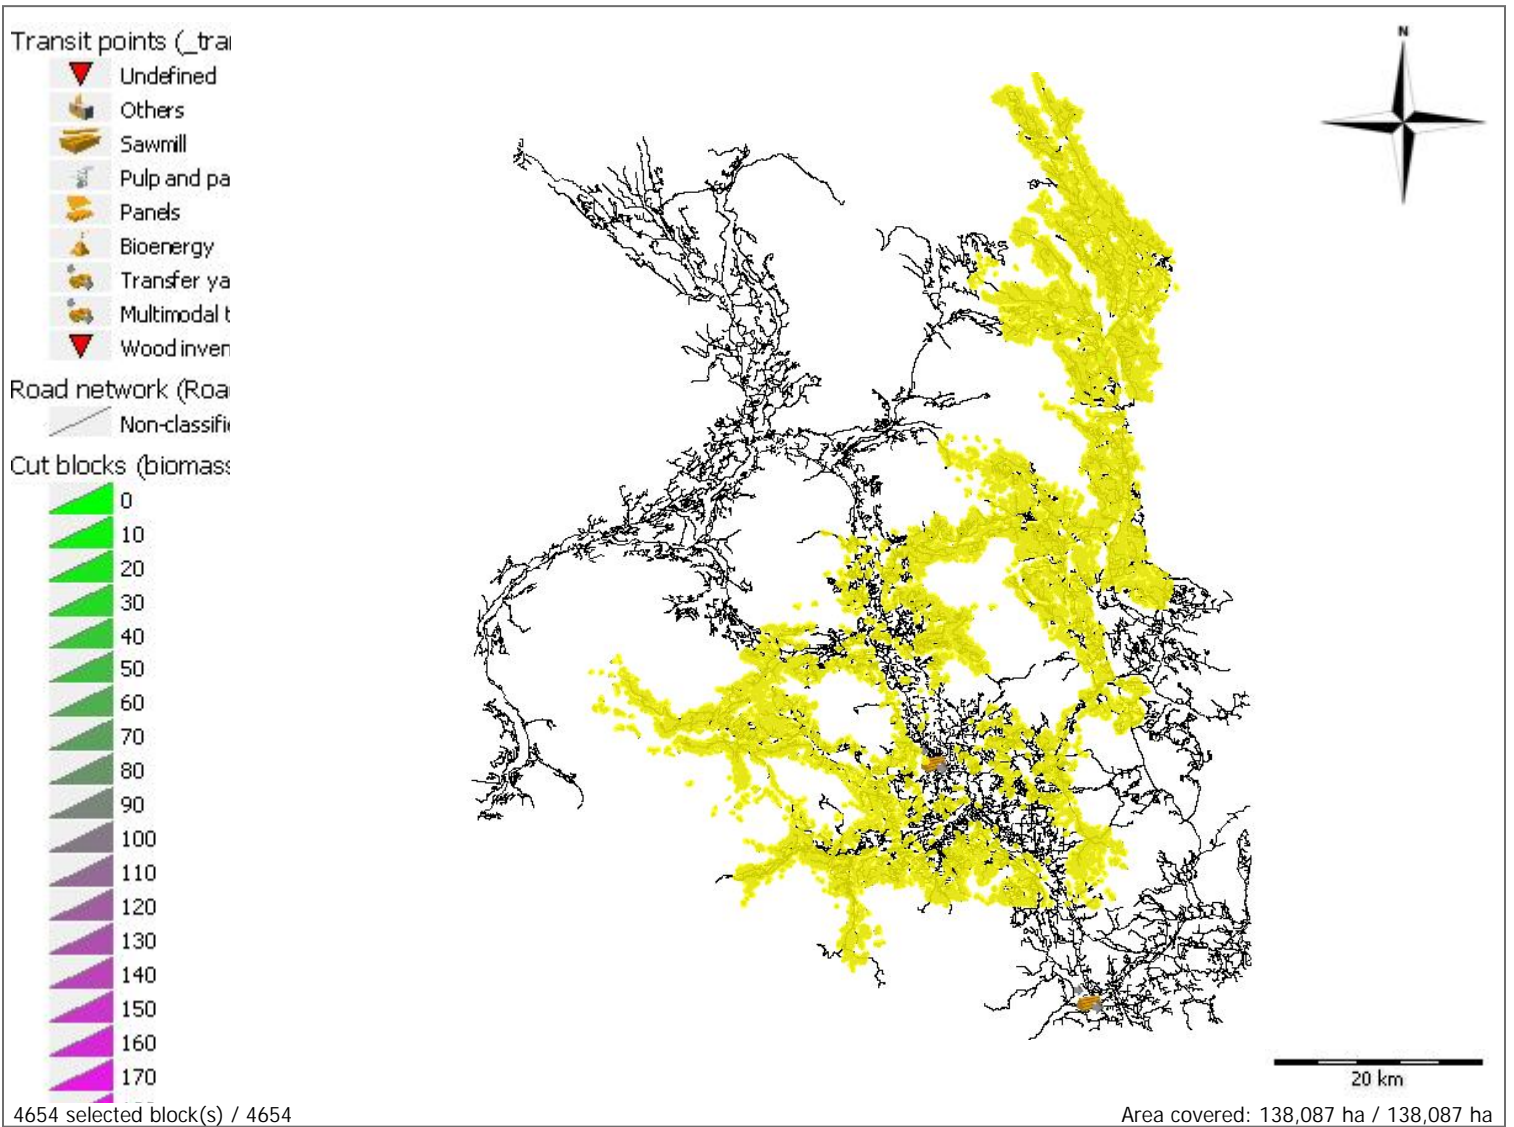 Transit points (_tra
Undefined
Others
Sawmill
Pulp and pa
Panels
Bioenergy
Transfer ya
Multimodal t
Wood inven
Road network (Roa
Non-classifi
Cut blocks (biomass
0
10
20
30
40
50
60
70
80
90
100
110
120
130
140
150
160
170
4654 selected block(s) / 4654
N
20 km
Area covered: 138,087 ha / 138,087 ha